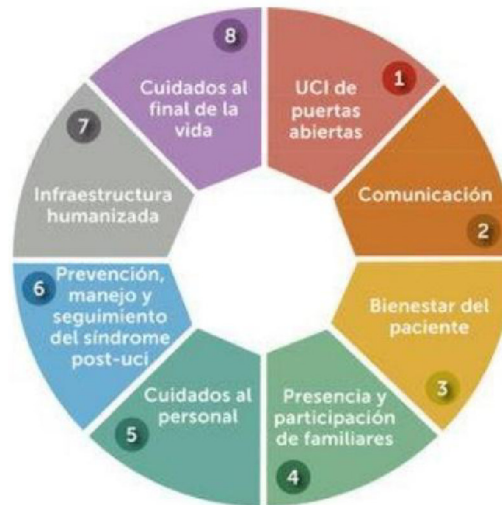 1
UCI de
puertas
abiertas
Comunicación
2
Bienestar del
paciente
3
Presencia y
participación
de familiares
4
Cuidados al
personal
5
6
Prevención,
manejo y
seguimiento
del síndrome
post-uci
7
Infraestructura
humanizada
8
Cuidados al
final de la
vida